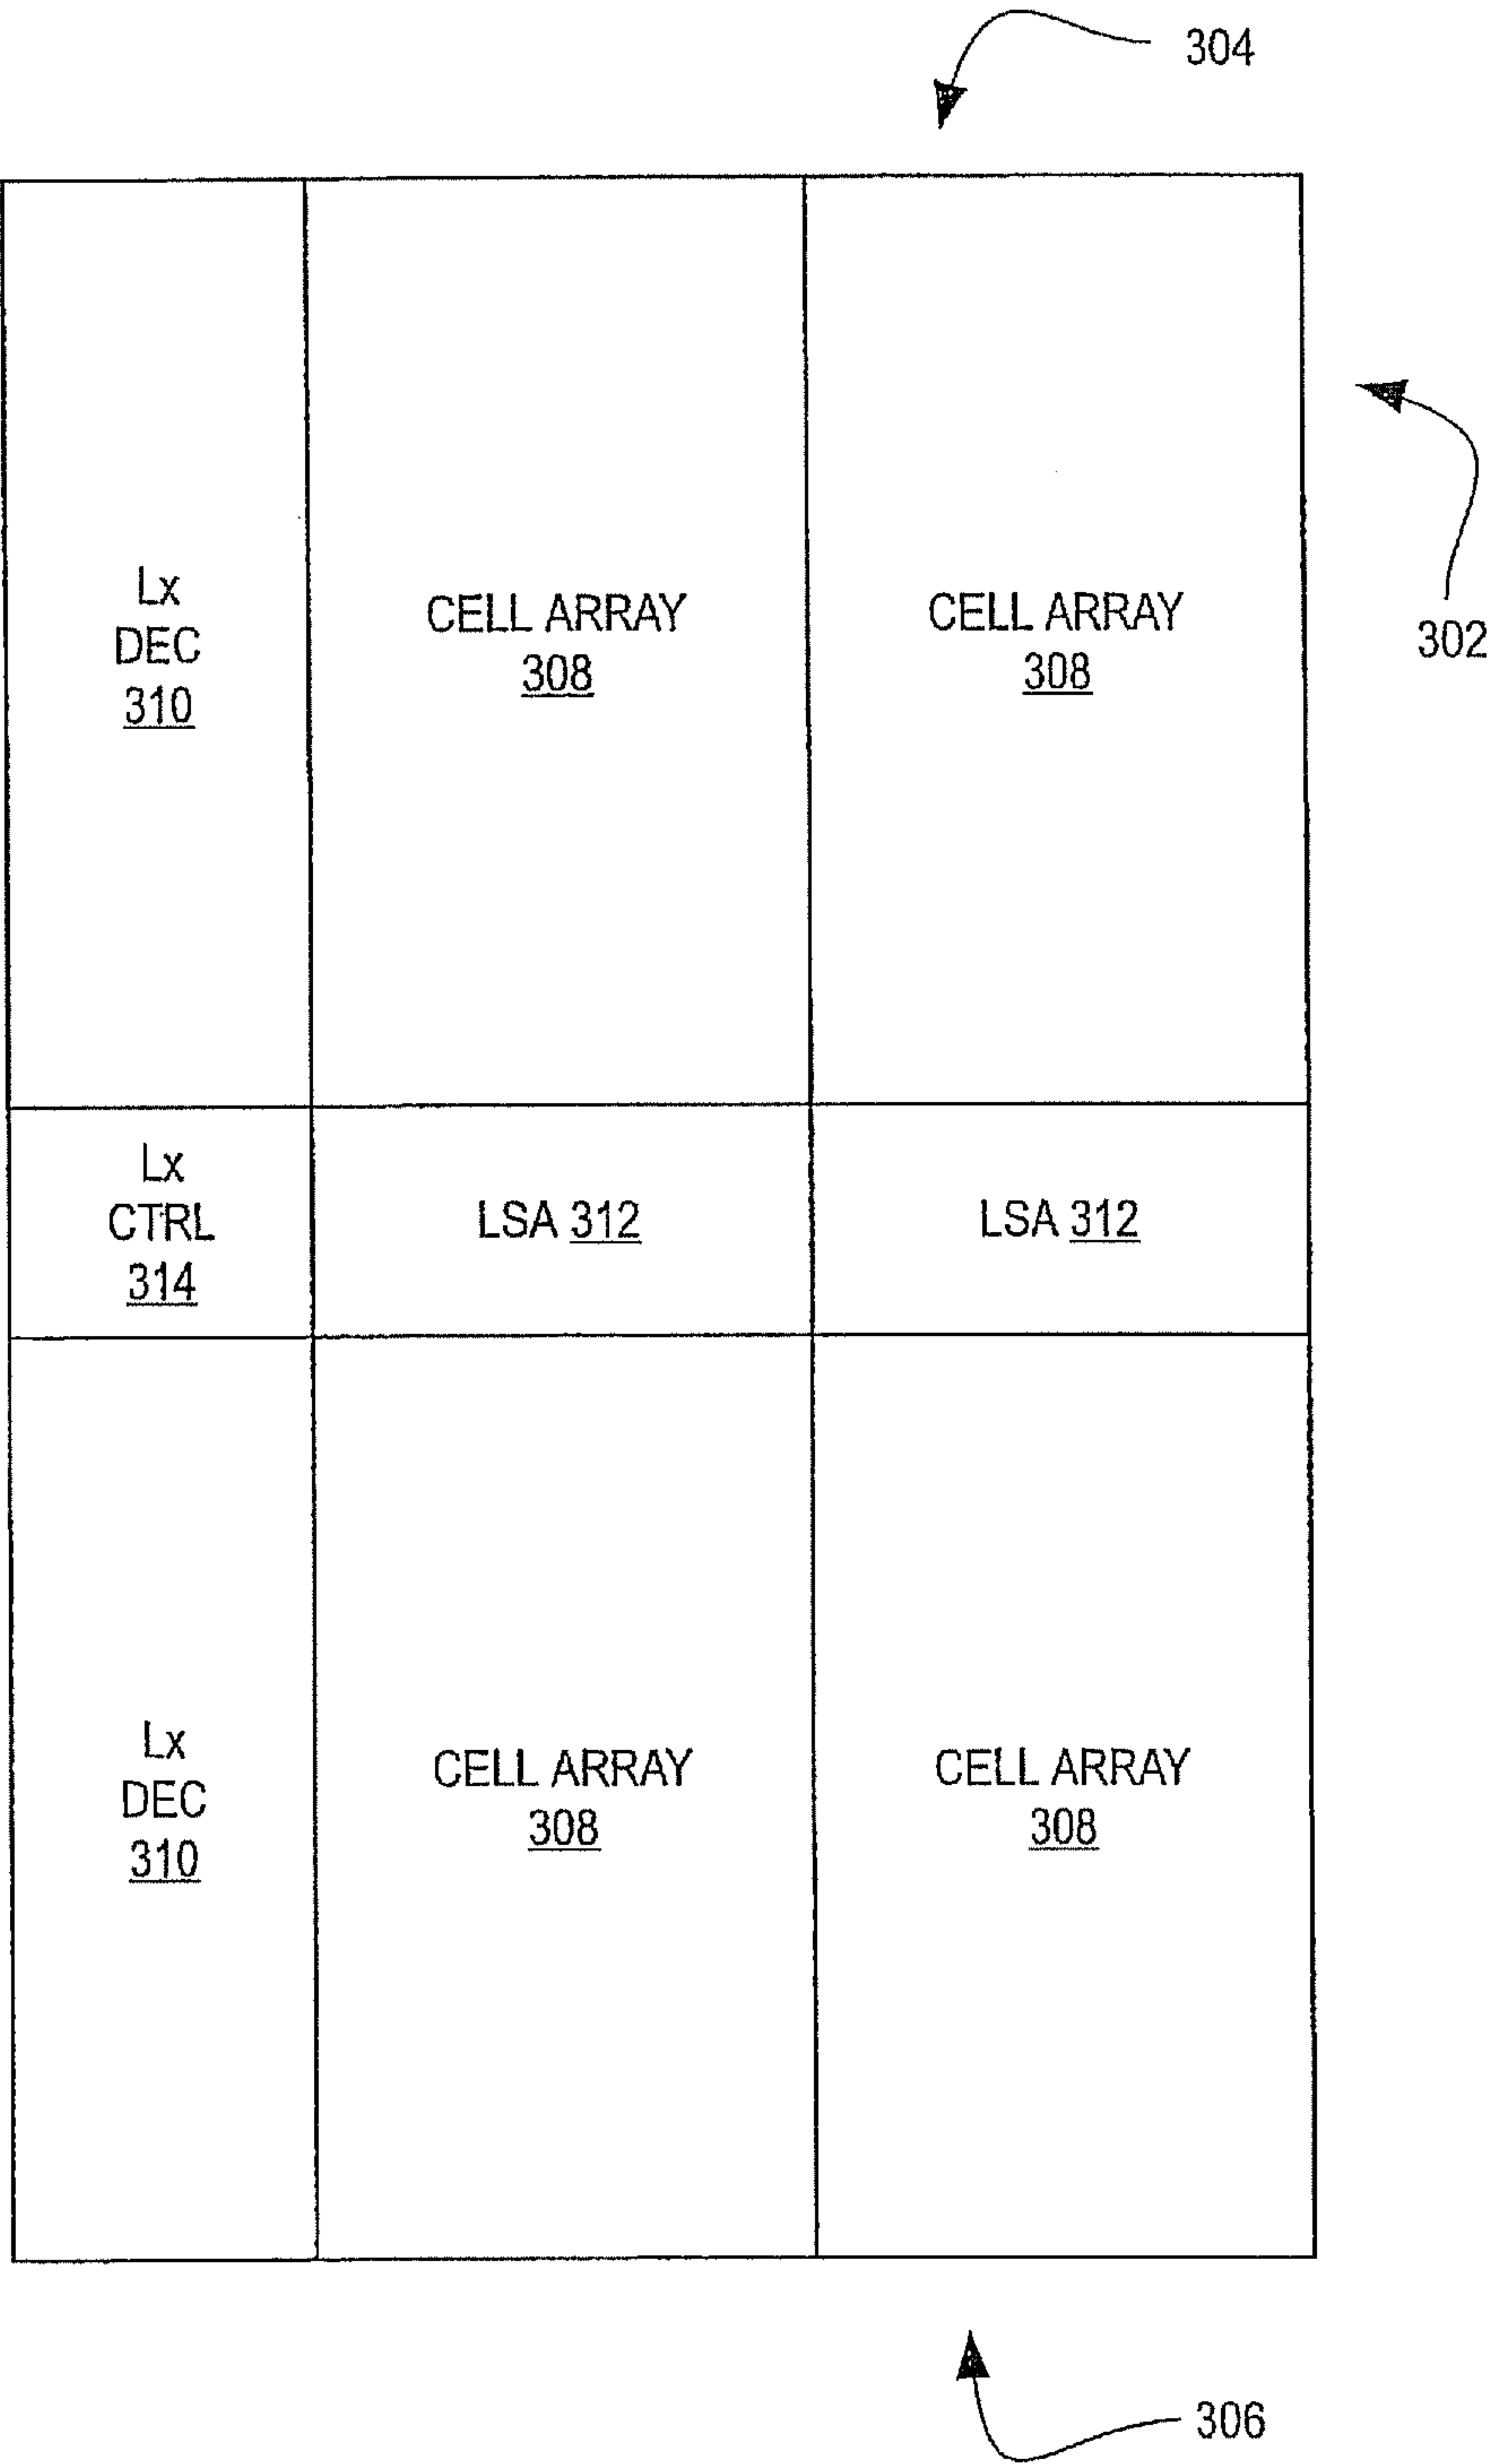 304
Lx
DEC
310
CELL ARRAY
308
CELL ARRAY
308
302
Lx
CTRL
314
LSA 312
LSA 312
Lx
DEC
310
CELL ARRAY
308
CELL ARRAY
308
306